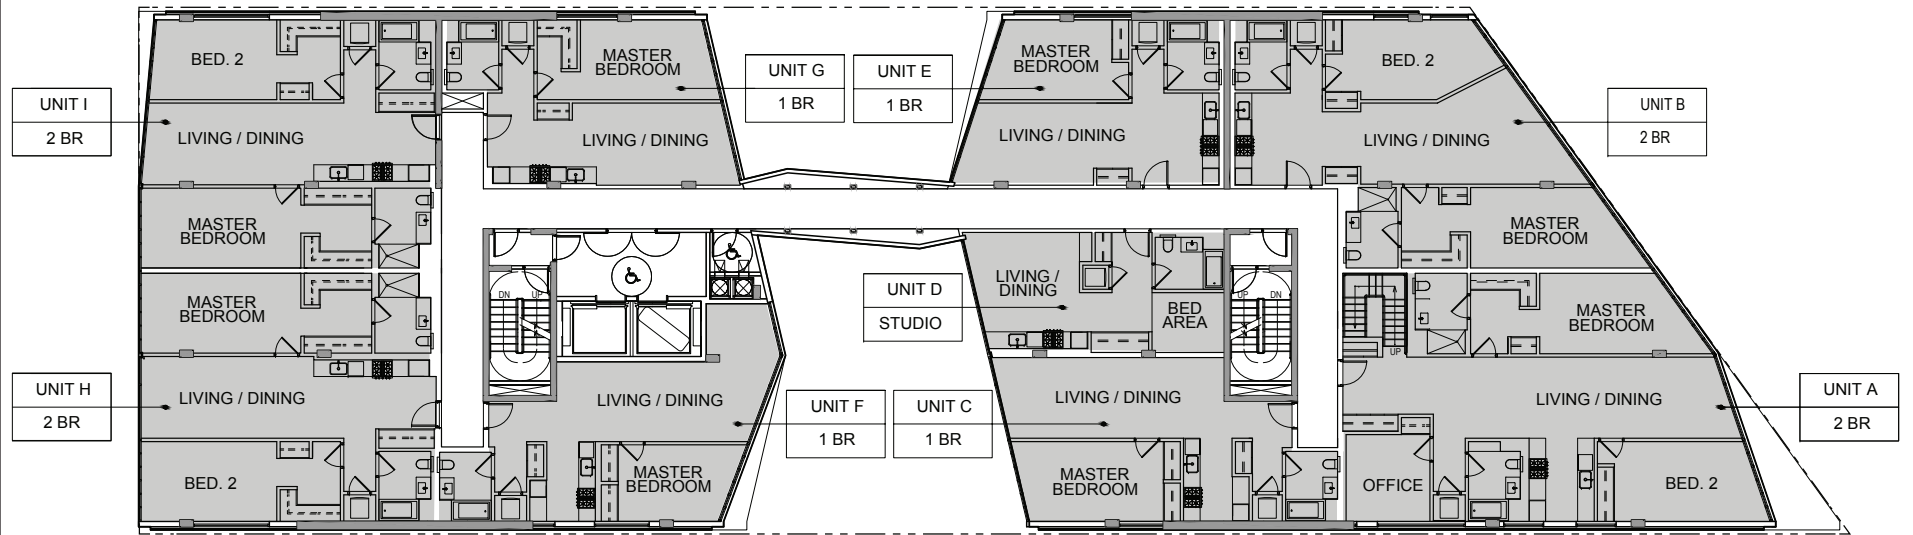 BED. 2
MASTER
BEDROOM
UNIT G
1 BR
UNIT E
1 BR
MASTER
BEDROOM
BED. 2
UNIT I
2 BR
LIVING / DINING
LIVING / DINING
LIVING / DINING
LIVING / DINING
UNIT B
2 BR
MASTER
BEDROOM
MASTER
BEDROOM
MASTER
BEDROOM
DN
UP
UNIT D
STUDIO
LIVING /
DINING
BED
AREA
UP
DN
MASTER
BEDROOM
UP
UNIT H
2 BR
LIVING / DINING
LIVING / DINING
UNIT F
1 BR
UNIT C
1 BR
LIVING / DINING
LIVING / DINING
UNIT A
2 BR
BED. 2
MASTER
BEDROOM
MASTER
BEDROOM
OFFICE
BED. 2